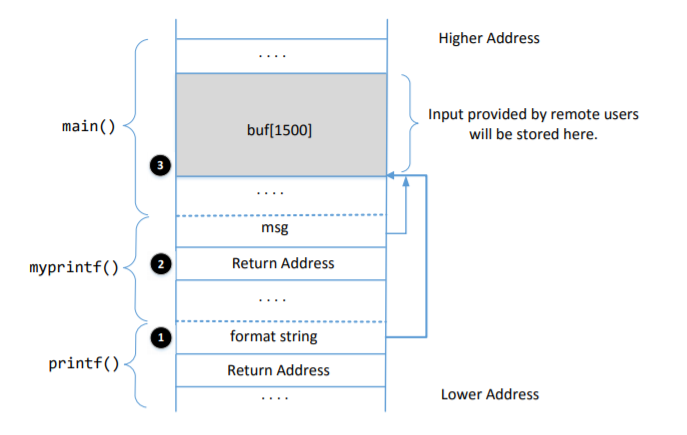 Higher Address
. . . .
main()
buf[1500]
Input provided by remote users
will be stored here.
3
. . . .
msg
myprintf()
2
Return Address
. . . .
1
format string
printf()
Return Address
. . . .
Lower Address